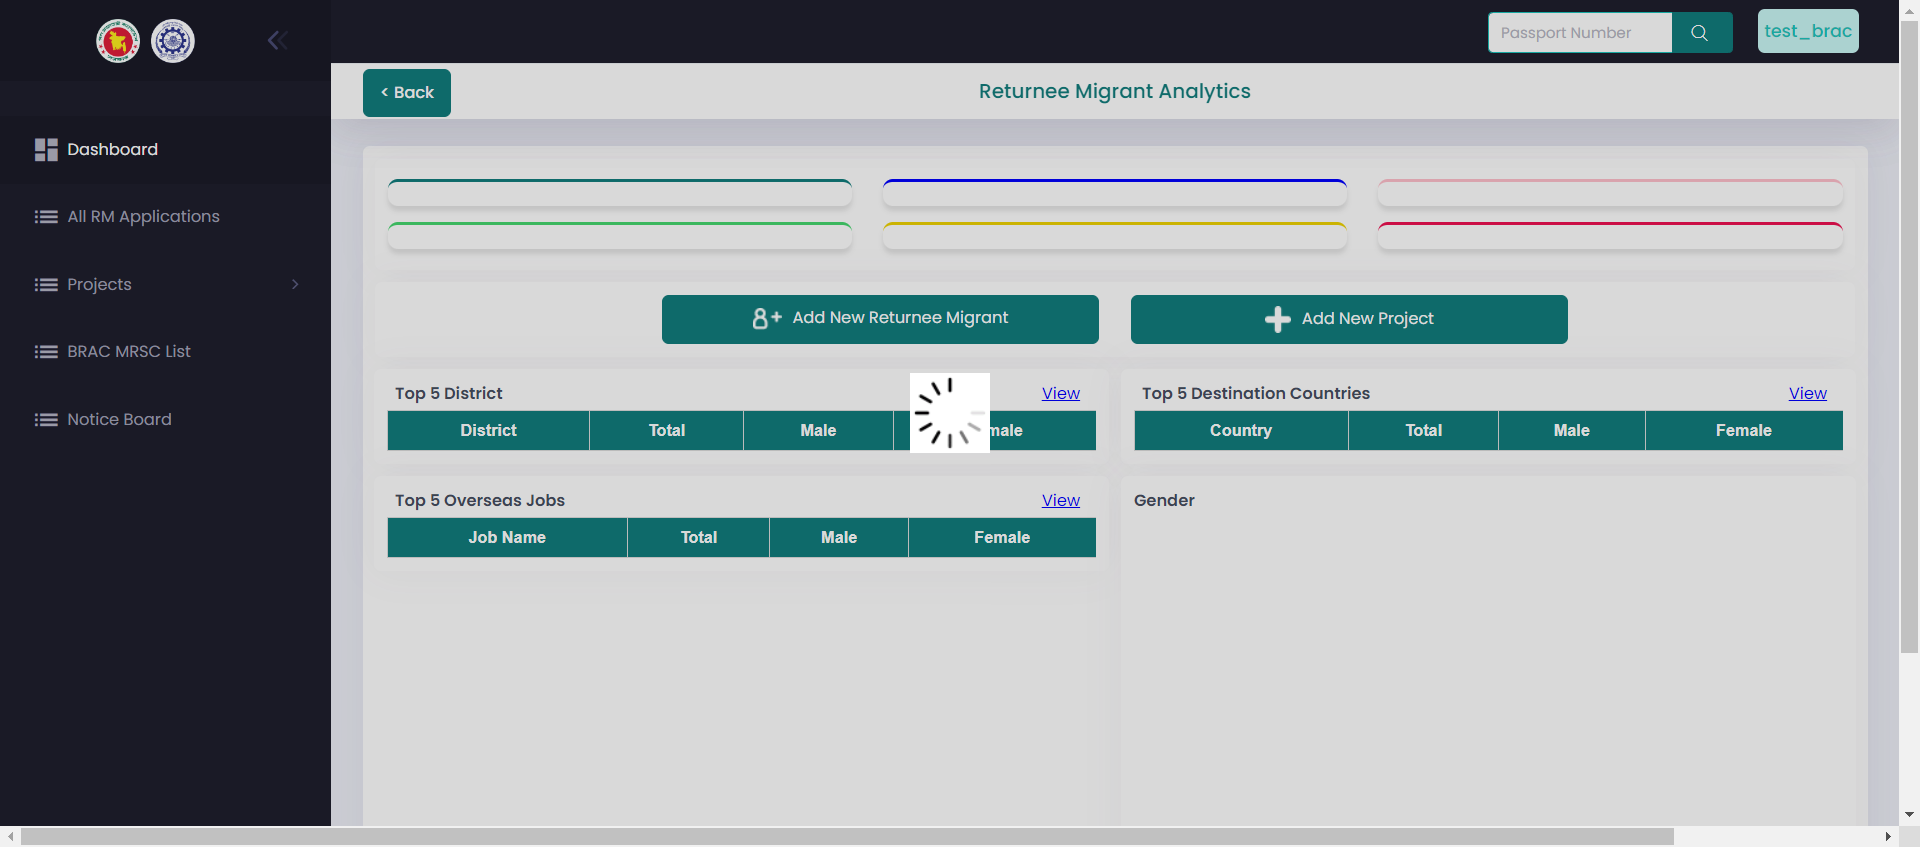 Passport Number
test_brac
< Back
Returnee Migrant Analytics
Dashboard
All RM Applications
Projects
BRAC MRSC List
Notice Board
Add New Returnee Migrant
Add New Project
Top 5 District
View
District
Total
Male
male
Top 5 Destination Countries
View
Country
Total
Male
Female
Top 5 Overseas Jobs
View
Job Name
Total
Male
Female
Gender